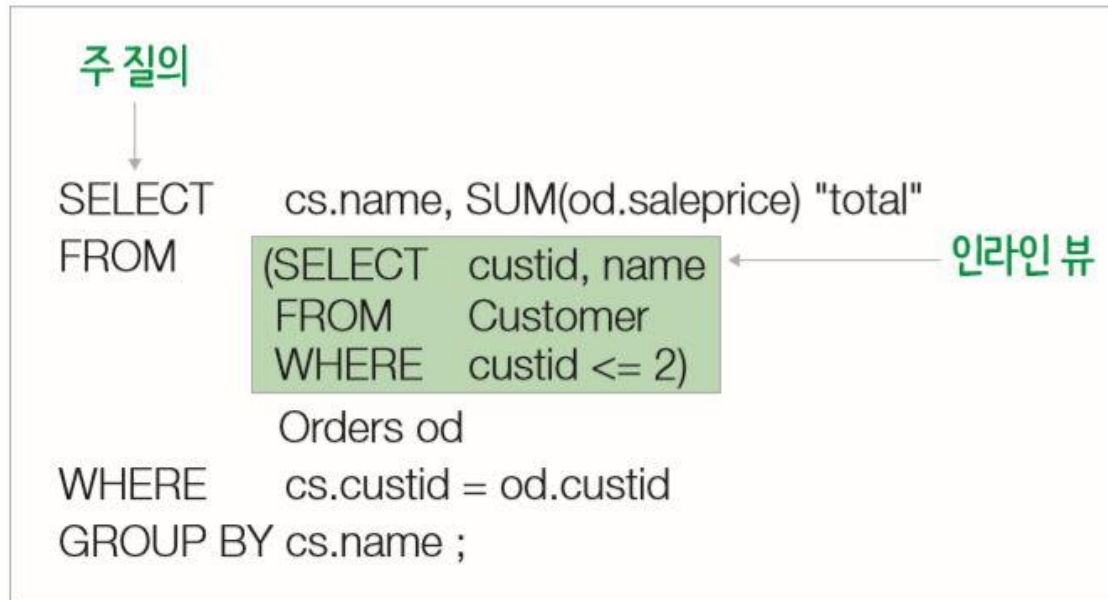 주 질의
SELECT cs.name, SUM(od.saleprice) "total"
FROM (SELECT custid, name 인라인 뷰
FROM Customer
WHERE custid <= 2)
Orders od
WHERE cs.custid = od.custid
GROUP BY cs.name ;